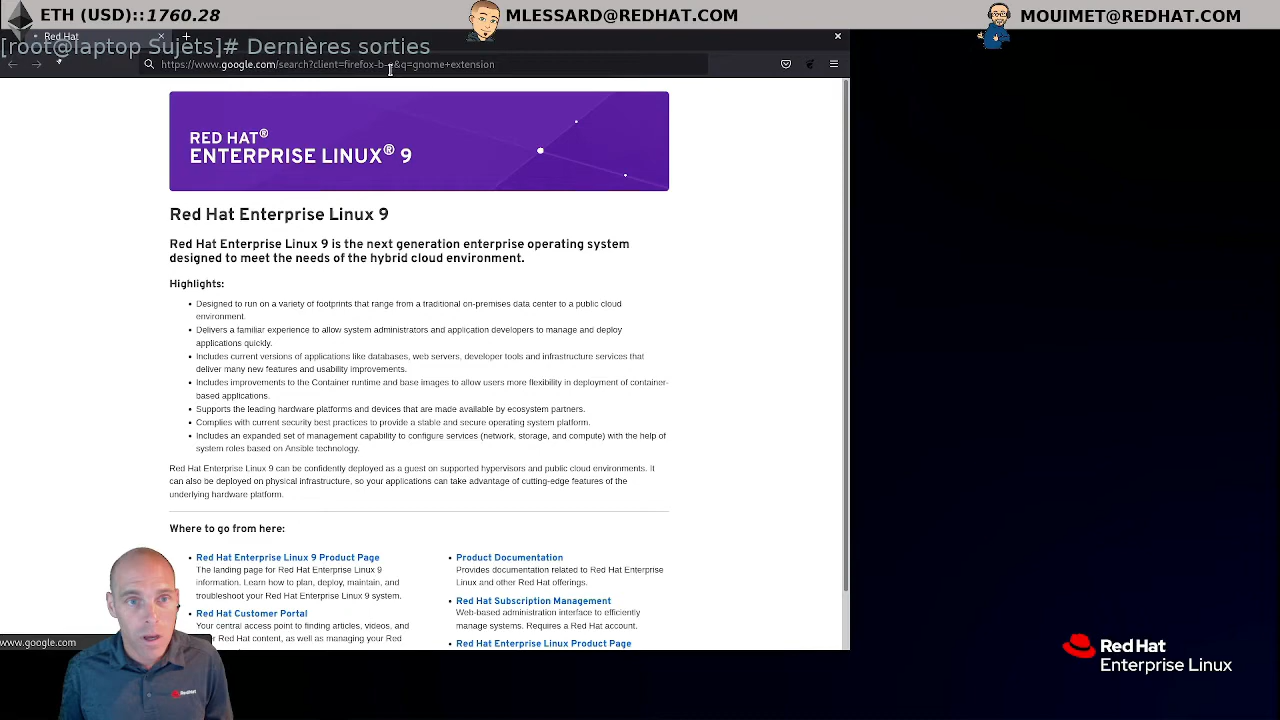 ETH (USD)::1760.28
MLESSARD@REDHAT.COM
MOUIMET@REDHAT.COM
Red Hat
[root@laptop Sujets]# Dernières sorties
https://www.google.com/search?client=firefox-b-e&q=gnome+extension
RED HAT®
ENTERPRISE LINUX® 9
Red Hat Enterprise Linux 9
Red Hat Enterprise Linux 9 is the next generation enterprise operating system
designed to meet the needs of the hybrid cloud environment.
Highlights:
• Designed to run on a variety of footprints that range from a traditional on-premises data center to a public cloud
environment.
• Delivers a familiar experience to allow system administrators and application developers to manage and deploy
applications quickly.
• Includes current versions of applications like databases, web servers, developer tools and infrastructure services that
deliver many new features and usability improvements.
• Includes improvements to the Container runtime and base images to allow users more flexibility in deployment of container-
based applications.
• Supports the leading hardware platforms and devices that are made available by ecosystem partners.
• Complies with current security best practices to provide a stable and secure operating system platform.
• Includes an expanded set of management capability to configure services (network, storage, and compute) with the help of
system roles based on Ansible technology.
Red Hat Enterprise Linux 9 can be confidently deployed as a guest on supported hypervisors and public cloud environments. It
can also be deployed on physical infrastructure, so your applications can take advantage of cutting-edge features of the
underlying hardware platform.
Where to go from here:
• Red Hat Enterprise Linux 9 Product Page
The landing page for Red Hat Enterprise Linux 9
information. Learn how to plan, deploy, maintain, and
troubleshoot your Red Hat Enterprise Linux 9 system.
Red Hat Customer Portal
Your central access point to finding articles, videos, and
Red Hat content, as well as managing your Red
• Product Documentation
Provides documentation related to Red Hat Enterprise
Linux and other Red Hat offerings.
• Red Hat Subscription Management
Web-based administration interface to efficiently
manage systems. Requires a Red Hat account.
• Red Hat Enterprise Linux Product Page
www.google.com
RedHat
Red Hat
Enterprise Linux